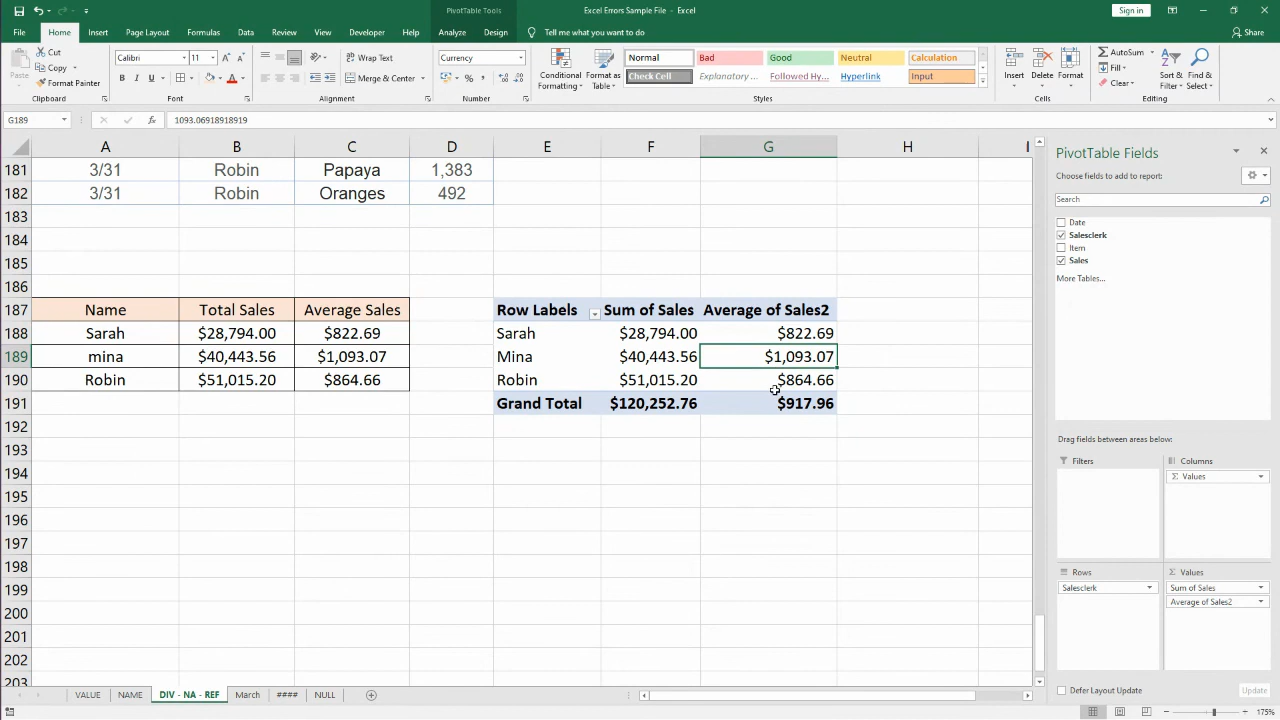 PivotTable Tools
Excel Errors Sample File - Excel
Sign in
File Home Insert Page Layout Formulas Data Review View Developer Help Analyze Design Tell me what you want to do Share
Paste
Cut
Copy
Format Painter
Clipboard
Calibri 11
B I U
Font
Wrap Text
Merge & Center
Alignment
Currency
Number
Conditional Formatting
Format as Table
Normal Bad Good Neutral Calculation
Check Cell Explanatory ... Followed Hy... Hyperlink Input
Styles
Insert Delete Format
Cells
AutoSum
Fill
Clear
Sort & Filter
Find & Select
Editing
G189 fx 1093.06918918919
A B C D E F G H I
181 3/31 Robin Papaya 1,383
182 3/31 Robin Oranges 492
183
184
185
186
187 Name Total Sales Average Sales Row Labels Sum of Sales Average of Sales2
188 Sarah $28,794.00 $822.69 Sarah $28,794.00 $822.69
189 mina $40,443.56 $1,093.07 Mina $40,443.56 $1,093.07
190 Robin $51,015.20 $864.66 Robin $51,015.20 $864.66
191 Grand Total $120,252.76 $917.96
192
193
194
195
196
197
198
199
200
201
202
203
PivotTable Fields
Choose fields to add to report:
Search
Date
Salesclerk
Item
Sales
More Tables...
Drag fields between areas below:
Filters Columns
Σ Values
Rows Σ Values
Salesclerk Sum of Sales
Average of Sales2
Defer Layout Update Update
VALUE NAME DIV - NA - REF March #### NULL
175%